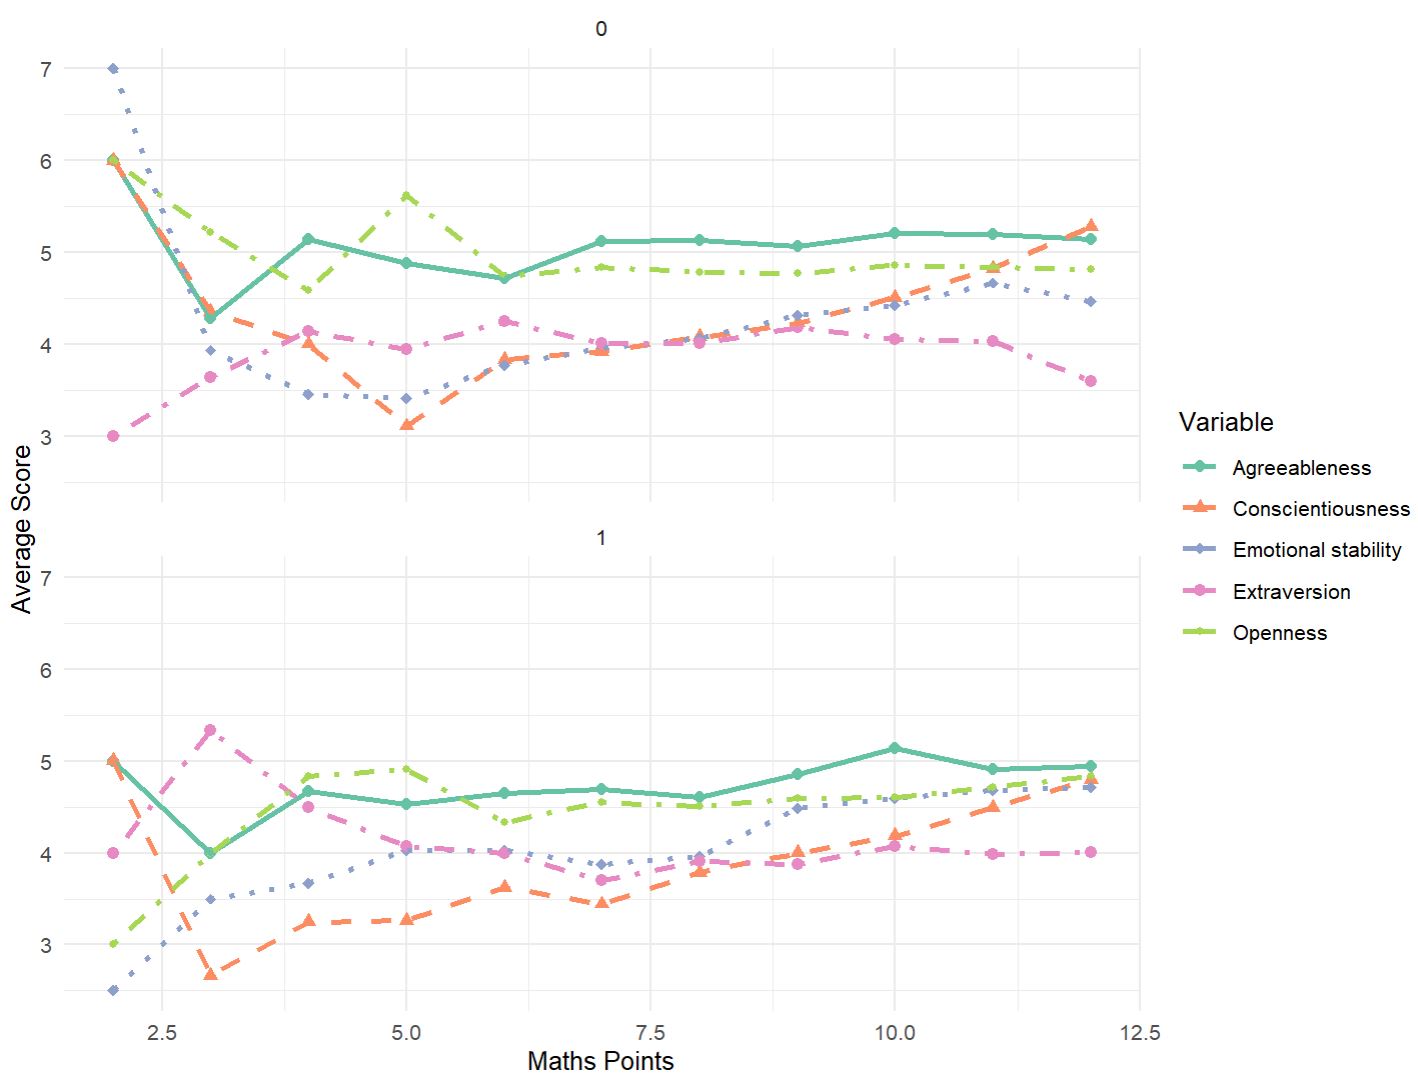 0
7
6
5
4
3
Average Score
1
7
6
5
4
3
2.5 5.0 7.5 10.0 12.5
Maths Points
Variable
Agreeableness
Conscientiousness
Emotional stability
Extraversion
Openness